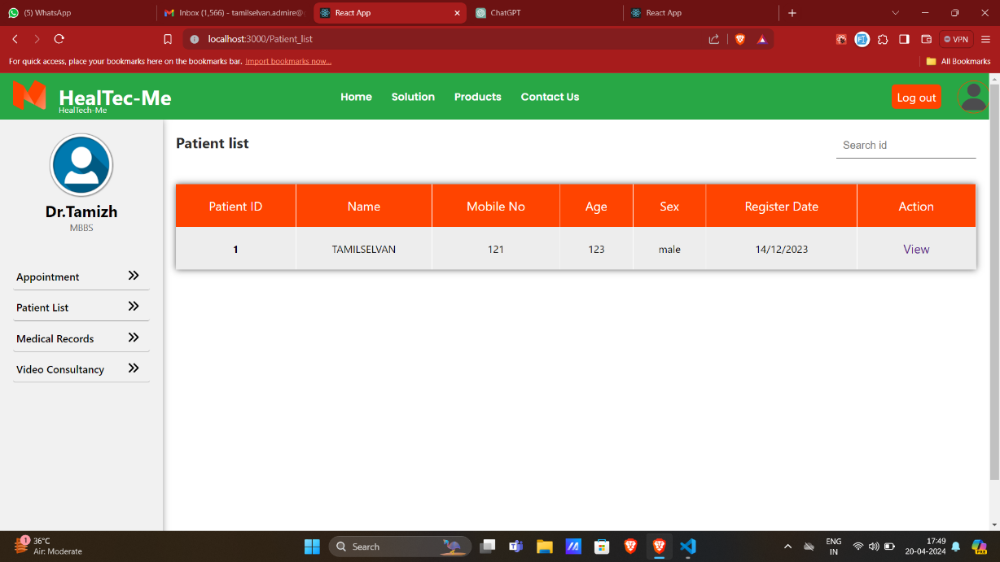 (5) WhatsApp
Inbox (1,566) - tamilselvan.admire@
React App
ChatGPT
React App
localhost:3000/Patient_list
VPN
For quick access, place your bookmarks here on the bookmarks bar. Import bookmarks now...
All Bookmarks
HealTec-Me
HealTech-Me
Home
Solution
Products
Contact Us
Log out
Dr.Tamizh
MBBS
Appointment
Patient List
Medical Records
Video Consultancy
Patient list
Search id
Patient ID Name Mobile No Age Sex Register Date Action
1 TAMILSELVAN 121 123 male 14/12/2023 View
1
36°C
Air: Moderate
Search
ENG
IN
17:49
20-04-2024